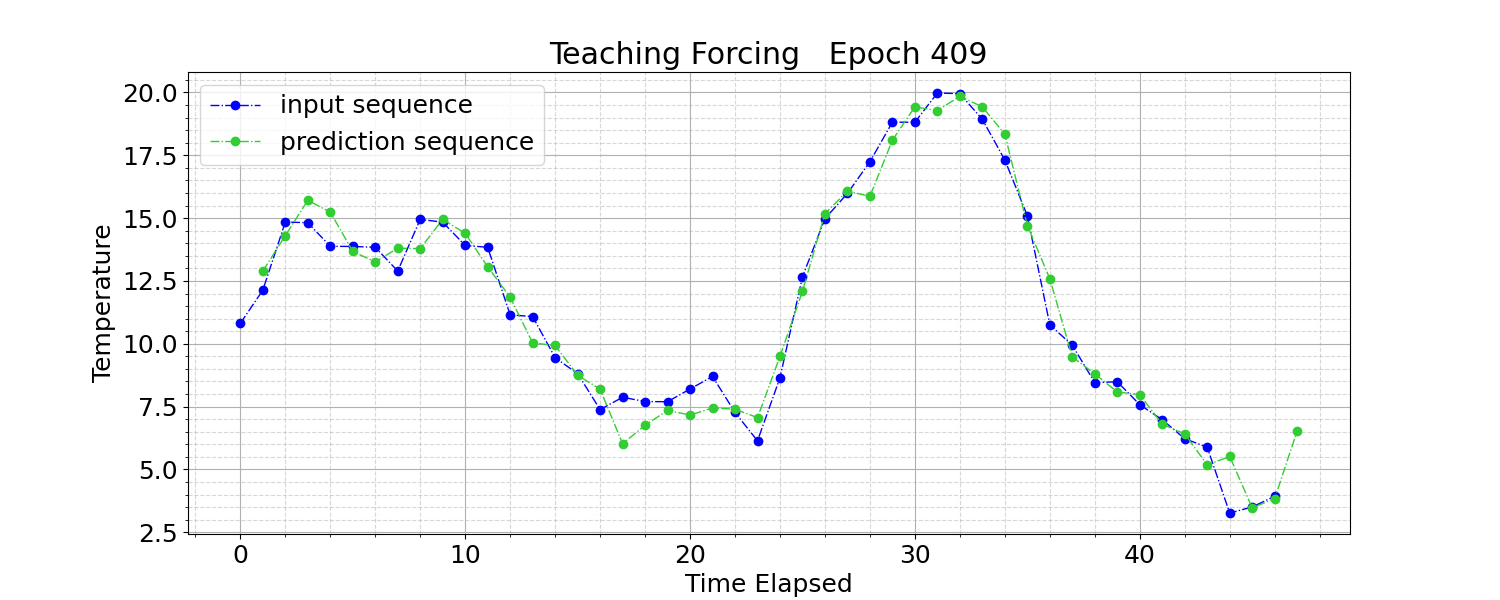 Teaching Forcing   Epoch 409
input sequence
prediction sequence
20.0
17.5
15.0
12.5
10.0
7.5
5.0
2.5
Temperature
0 10 20 30 40
Time Elapsed